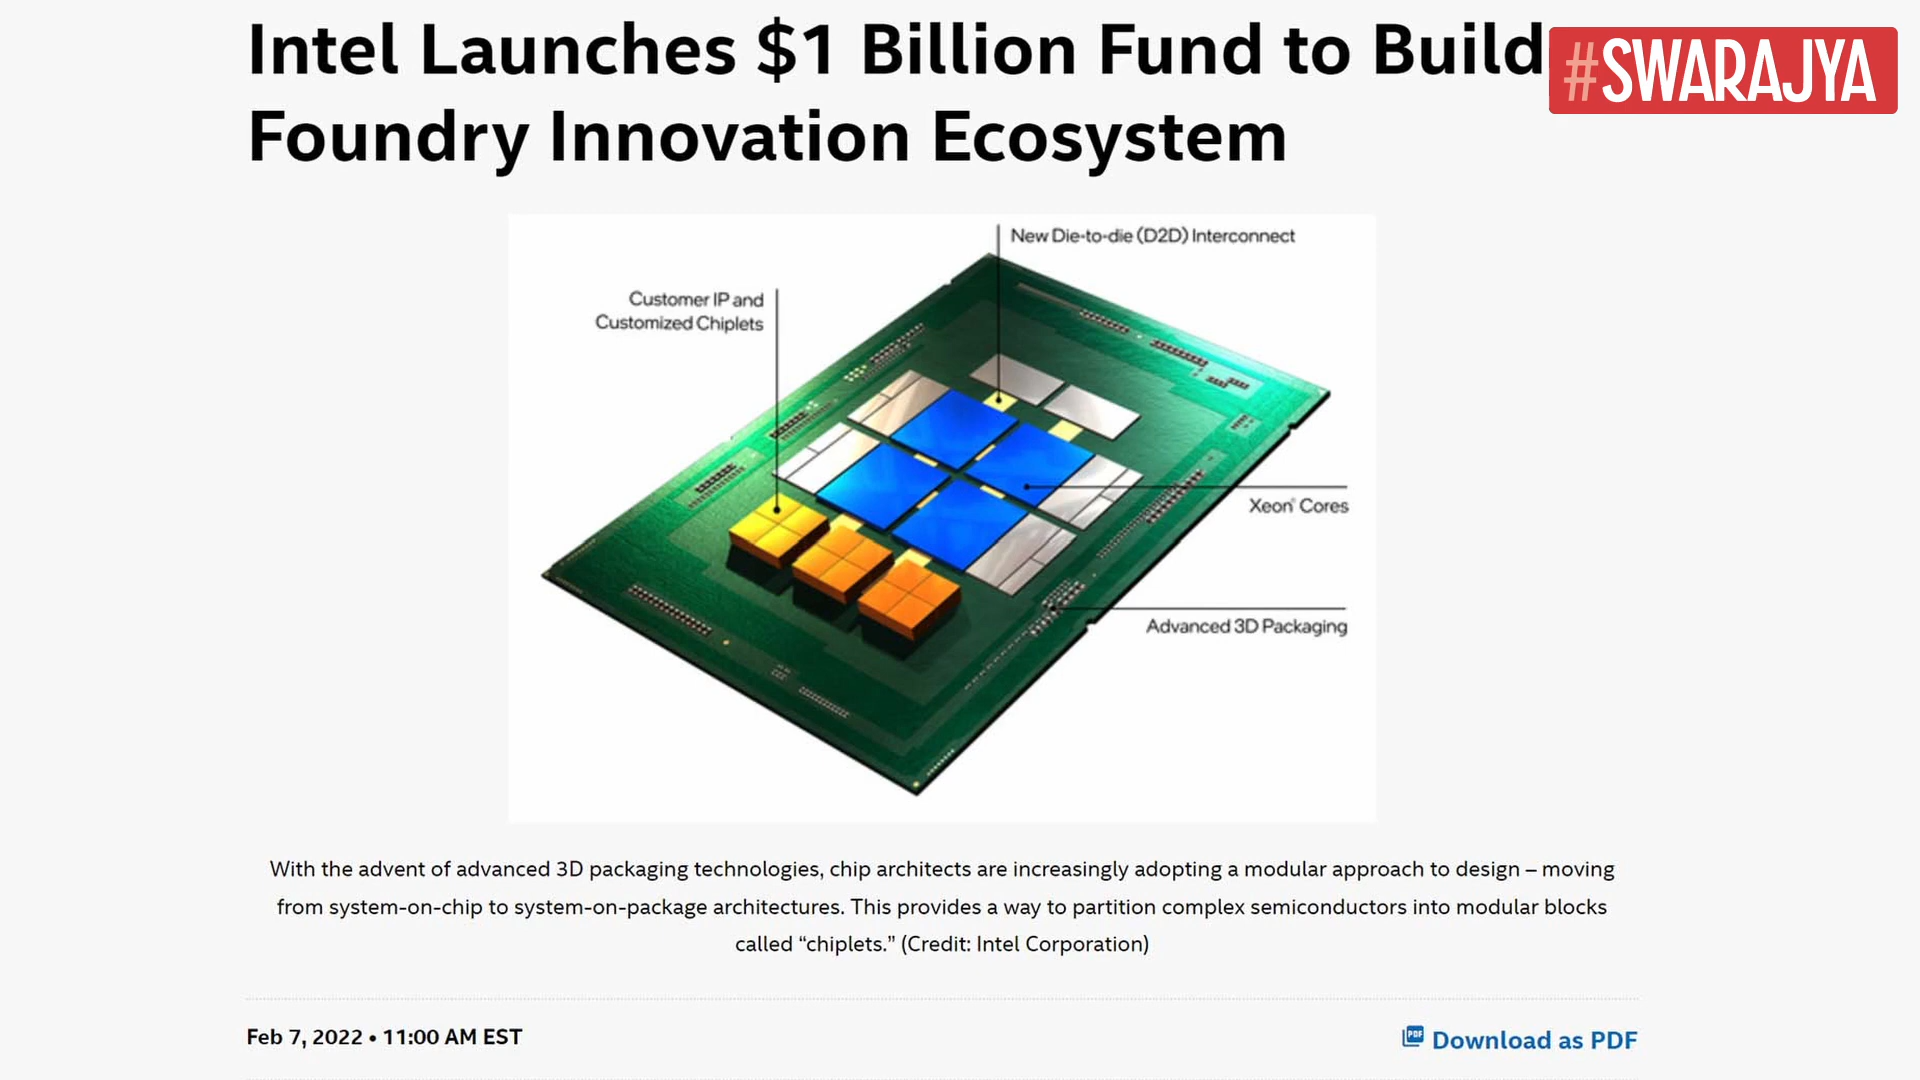 Intel Launches $1 Billion Fund to Build
#SWARAJYA
Foundry Innovation Ecosystem
New Die-to-die (D2D) Interconnect
Customer IP and
Customized Chiplets
Xeon® Cores
Advanced 3D Packaging
With the advent of advanced 3D packaging technologies, chip architects are increasingly adopting a modular approach to design – moving
from system-on-chip to system-on-package architectures. This provides a way to partition complex semiconductors into modular blocks
called “chiplets.” (Credit: Intel Corporation)
Feb 7, 2022 • 11:00 AM EST
PDF Download as PDF